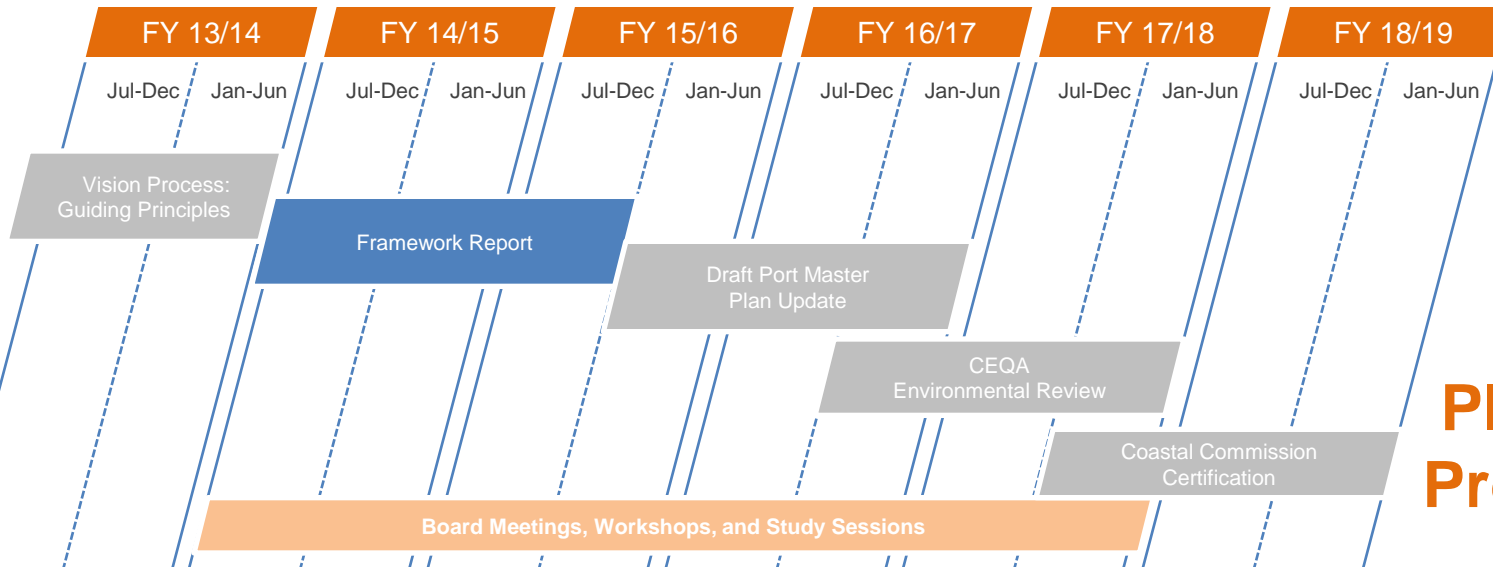 FY 13/14 FY 14/15 FY 15/16 FY 16/17 FY 17/18 FY 18/19
Jul-Dec Jan-Jun Jul-Dec Jan-Jun Jul-Dec Jan-Jun Jul-Dec Jan-Jun Jul-Dec Jan-Jun Jul-Dec Jan-Jun
Vision Process:
Guiding Principles
Framework Report
Draft Port Master
Plan Update
CEQA
Environmental Review
Coastal Commission
Certification
Board Meetings, Workshops, and Study Sessions